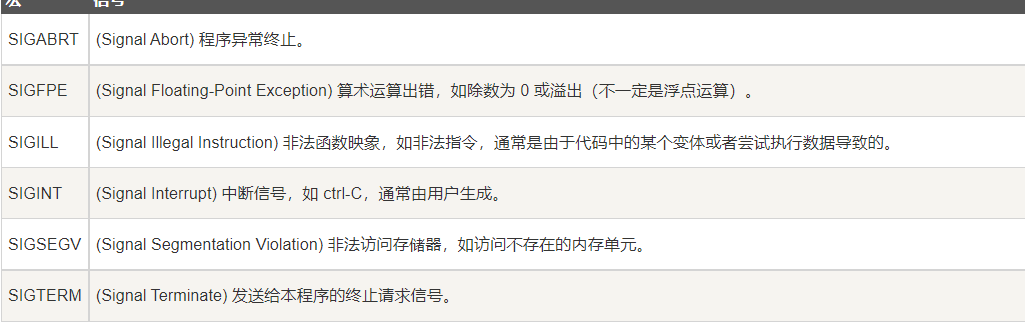 宏 信号
SIGABRT (Signal Abort) 程序异常终止。
SIGFPE (Signal Floating-Point Exception) 算术运算出错，如除数为 0 或溢出（不一定是浮点运算）。
SIGILL (Signal Illegal Instruction) 非法函数映象，如非法指令，通常是由于代码中的某个变体或者尝试执行数据导致的。
SIGINT (Signal Interrupt) 中断信号，如 ctrl-C，通常由用户生成。
SIGSEGV (Signal Segmentation Violation) 非法访问存储器，如访问不存在的内存单元。
SIGTERM (Signal Terminate) 发送给本程序的终止请求信号。